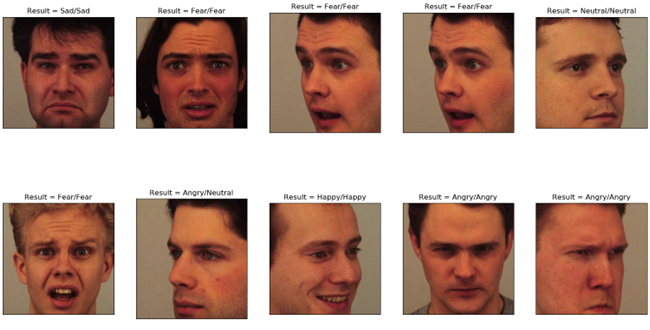 Result = Sad/Sad
Result = Fear/Fear
Result = Fear/Fear
Result = Fear/Fear
Result = Neutral/Neutral
Result = Fear/Fear
Result = Angry/Neutral
Result = Happy/Happy
Result = Angry/Angry
Result = Angry/Angry